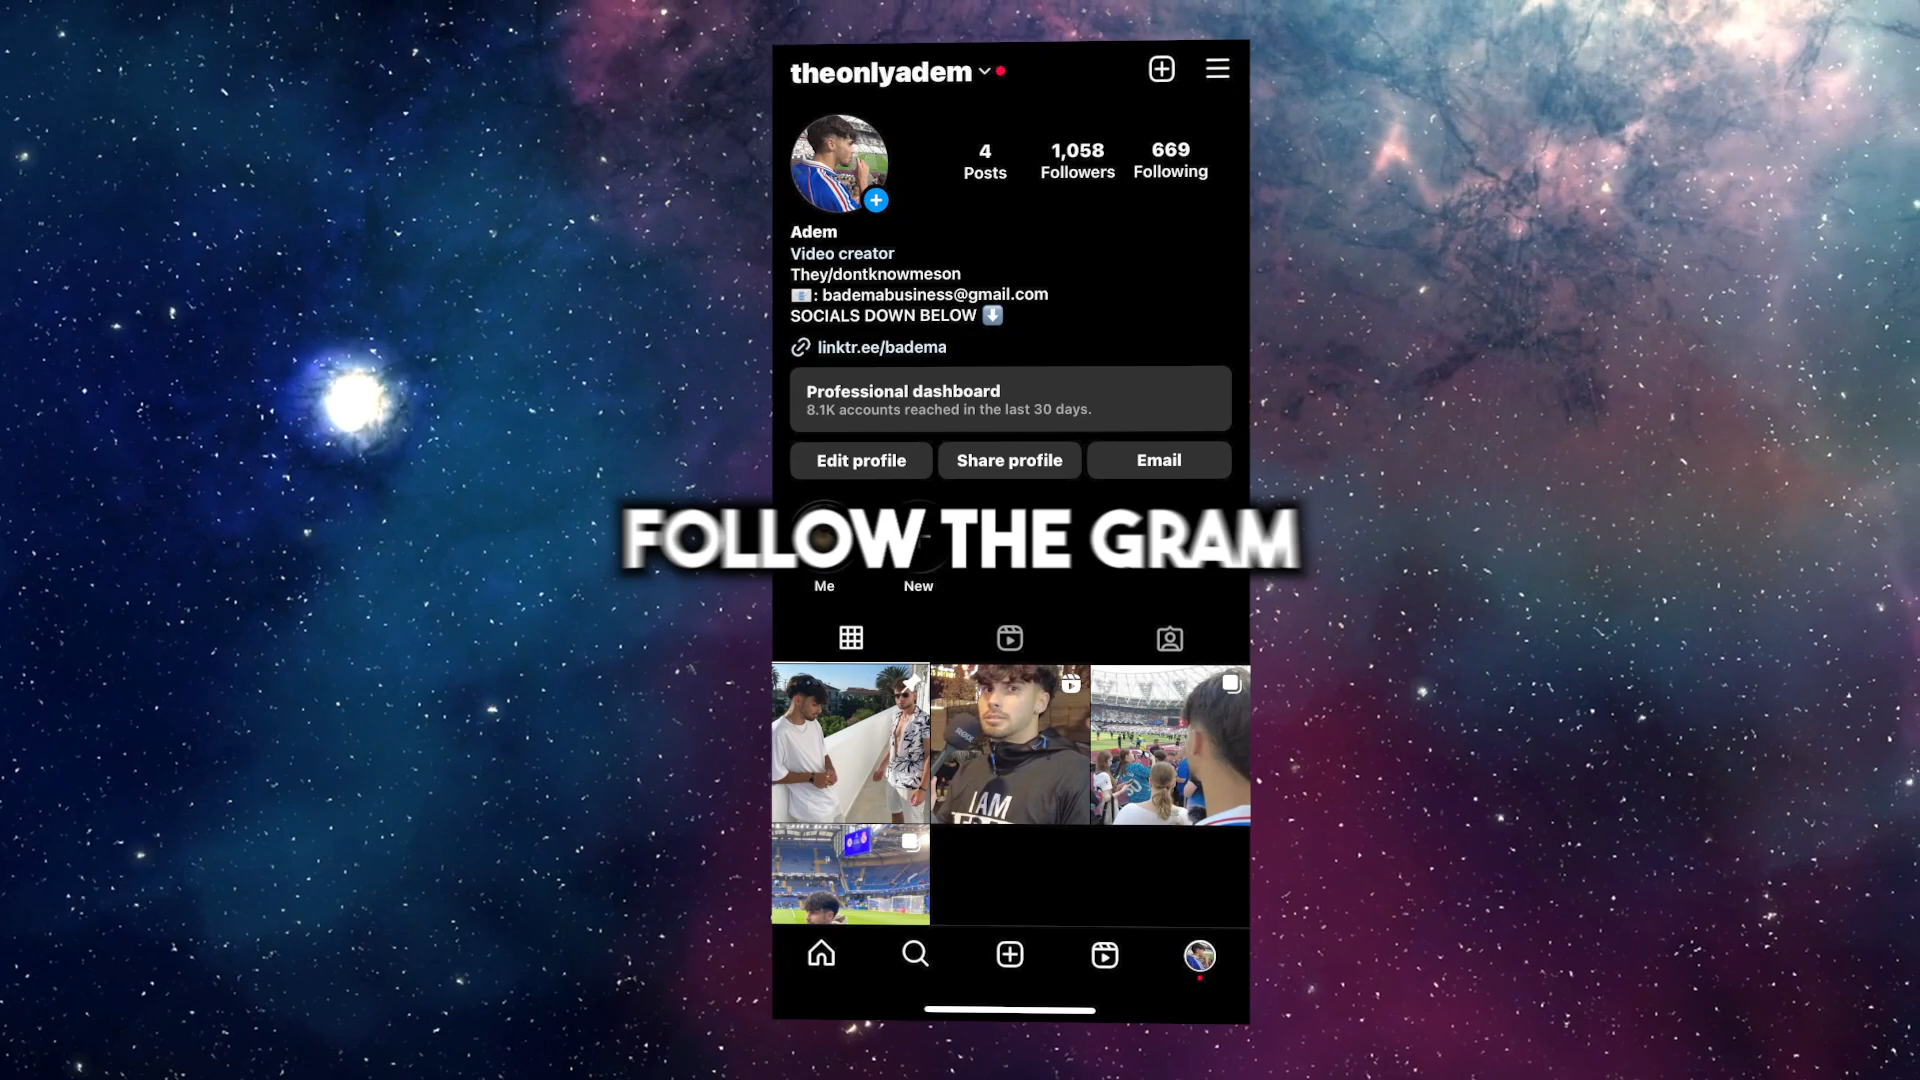 theonlyadem
4 1,058 669
Posts Followers Following
Adem
Video creator
They/dontknowmeson
📧: bademabusiness@gmail.com
SOCIALS DOWN BELOW ⬇️
linktr.ee/badema
Professional dashboard
8.1K accounts reached in the last 30 days.
Edit profile Share profile Email
FOLLOW THE GRAM
Me New
I AM